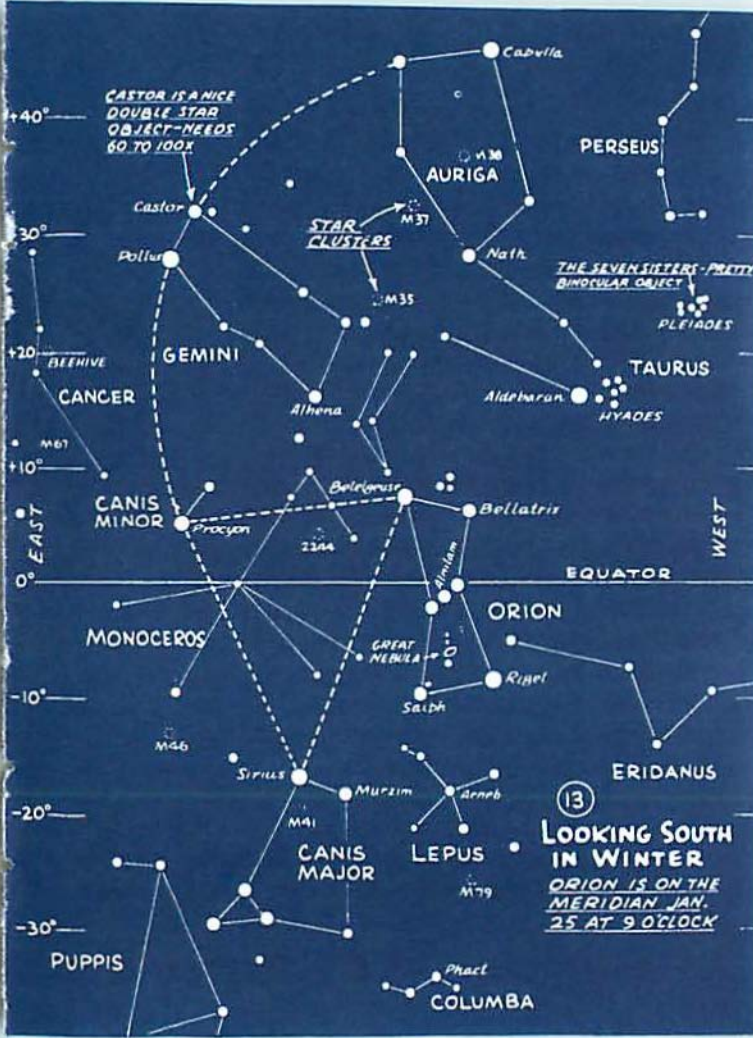 Capella
CASTOR IS A NICE
DOUBLE STAR
OBJECT-NEEDS
60 TO 100X
+40°
PERSEUS
M38
AURIGA
Castor
M37
STAR
CLUSTERS
+30°
Pollux
Nath
THE SEVEN SISTERS-PRETTY
BINOCULAR OBJECT
M35
PLEIADES
+20°
BEEHIVE
GEMINI
TAURUS
CANCER
Aldebaran
Alhena
HYADES
M67
+10°
Betelgeuse
CANIS
MINOR
Procyon
Bellatrix
EAST
WEST
2244
Alnilam
0°
EQUATOR
ORION
MONOCEROS
GREAT
NEBULA
Rigel
-10°
Saiph
M46
Sirius
Murzim
Arneb
ERIDANUS
-20°
M41
13
CANIS
MAJOR
LEPUS
LOOKING SOUTH
IN WINTER
M79
ORION IS ON THE
MERIDIAN JAN.
25 AT 9 O'CLOCK
-30°
PUPPIS
Phact
COLUMBA